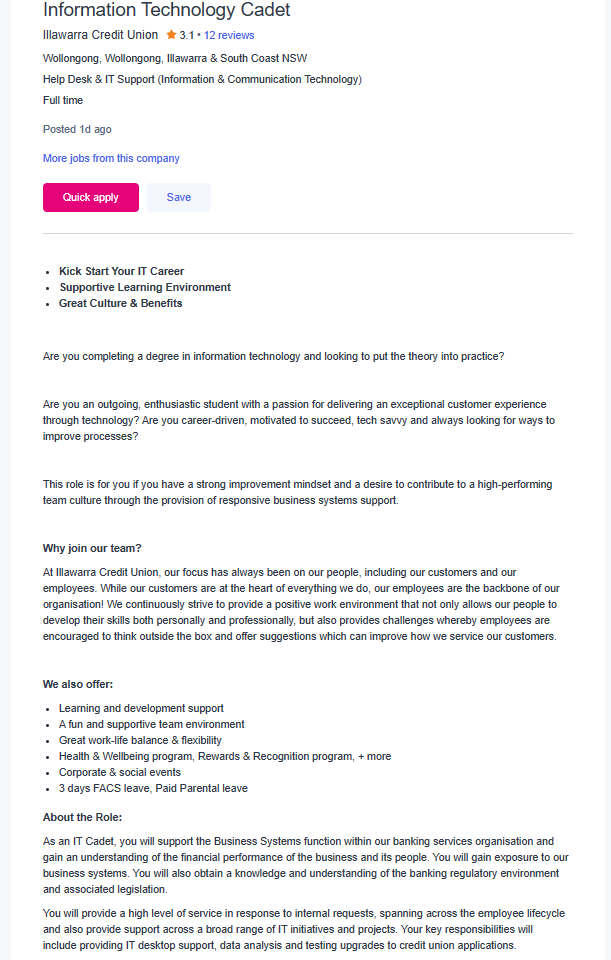 Information Technology Cadet
Illawarra Credit Union ★ 3.1 • 12 reviews
Wollongong, Wollongong, Illawarra & South Coast NSW
Help Desk & IT Support (Information & Communication Technology)
Full time
Posted 1d ago
More jobs from this company
Quick apply Save
• Kick Start Your IT Career
• Supportive Learning Environment
• Great Culture & Benefits
Are you completing a degree in information technology and looking to put the theory into practice?
Are you an outgoing, enthusiastic student with a passion for delivering an exceptional customer experience
through technology? Are you career-driven, motivated to succeed, tech savvy and always looking for ways to
improve processes?
This role is for you if you have a strong improvement mindset and a desire to contribute to a high-performing
team culture through the provision of responsive business systems support.
Why join our team?
At Illawarra Credit Union, our focus has always been on our people, including our customers and our
employees. While our customers are at the heart of everything we do, our employees are the backbone of our
organisation! We continuously strive to provide a positive work environment that not only allows our people to
develop their skills both personally and professionally, but also provides challenges whereby employees are
encouraged to think outside the box and offer suggestions which can improve how we service our customers.
We also offer:
• Learning and development support
• A fun and supportive team environment
• Great work-life balance & flexibility
• Health & Wellbeing program, Rewards & Recognition program, + more
• Corporate & social events
• 3 days FACS leave, Paid Parental leave
About the Role:
As an IT Cadet, you will support the Business Systems function within our banking services organisation and
gain an understanding of the financial performance of the business and its people. You will gain exposure to our
business systems. You will also obtain a knowledge and understanding of the banking regulatory environment
and associated legislation.
You will provide a high level of service in response to internal requests, spanning across the employee lifecycle
and also provide support across a broad range of IT initiatives and projects. Your key responsibilities will
include providing IT desktop support, data analysis and testing upgrades to credit union applications.